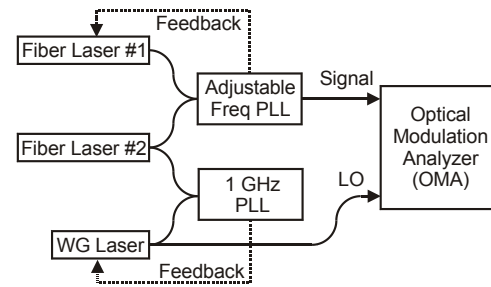 Feedback
Fiber Laser #1
Adjustable
Freq PLL
Signal
Optical
Modulation
Analyzer
(OMA)
Fiber Laser #2
1 GHz
PLL
LO
WG Laser
Feedback